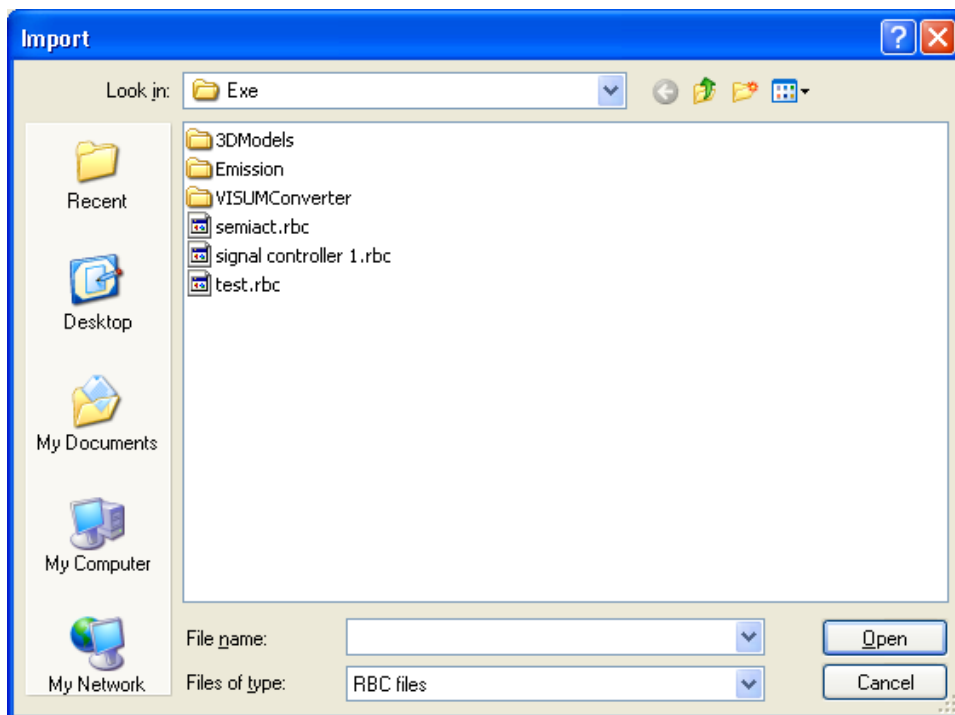 Import
Look in: Exe
3DModels
Emission
VISUMConverter
semiact.rbc
signal controller 1.rbc
test.rbc
Recent
Desktop
My Documents
My Computer
My Network
File name:
Open
Files of type: RBC files
Cancel